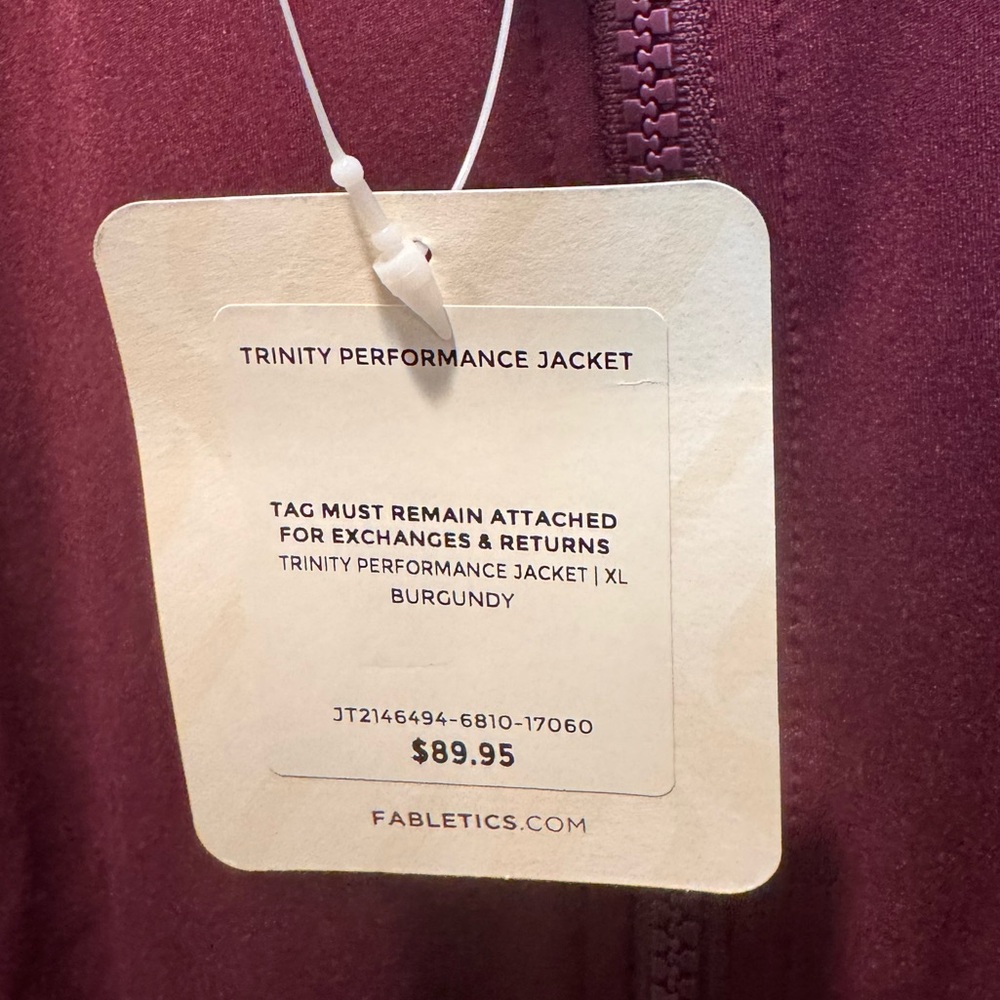 TRINITY PERFORMANCE JACKET
TAG MUST REMAIN ATTACHED
FOR EXCHANGES & RETURNS
TRINITY PERFORMANCE JACKET | XL
BURGUNDY
JT2146494-6810-17060
$89.95
FABLETICS.COM